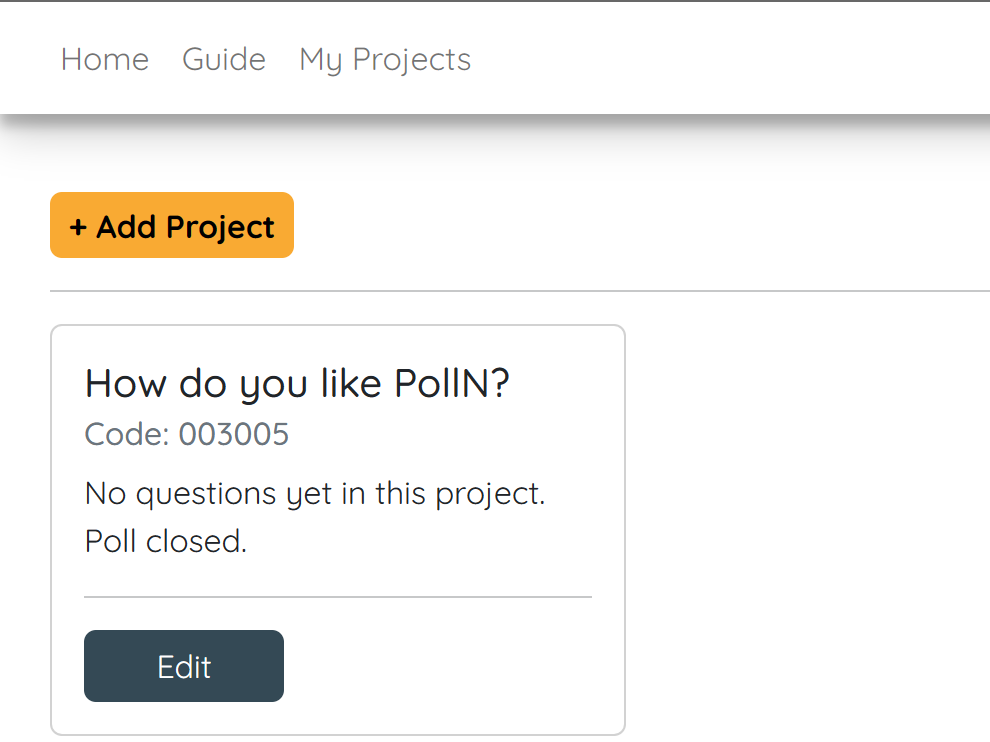 Home Guide My Projects
+ Add Project
How do you like PollN?
Code: 003005
No questions yet in this project.
Poll closed.
Edit